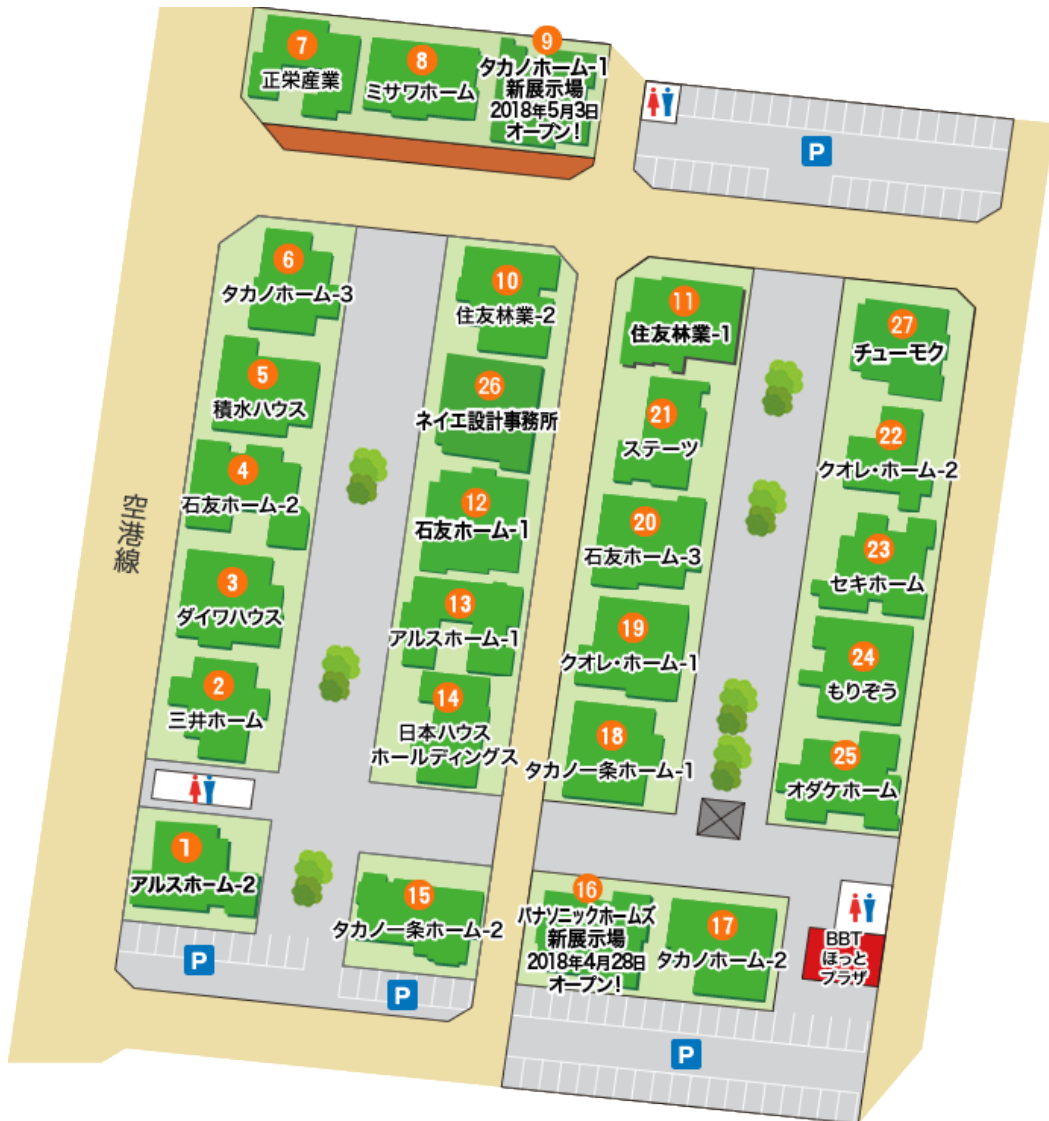 7
正栄産業
8
ミサワホーム
9
タカノホーム-1
新展示場
2018年5月3日
オープン!
P
6
タカノホーム-3
10
住友林業-2
11
住友林業-1
27
チューモク
5
積水ハウス
26
ネイエ設計事務所
21
ステーツ
22
クオレ・ホーム-2
4
石友ホーム-2
12
石友ホーム-1
20
石友ホーム-3
23
セキホーム
空港線
3
ダイワハウス
13
アルスホーム-1
19
クオレ・ホーム-1
24
もりぞう
2
三井ホーム
14
日本ハウス
ホールディングス
18
タカノ一条ホーム-1
25
オダケホーム
1
アルスホーム-2
15
タカノ一条ホーム-2
16
パナソニックホームズ
新展示場
2018年4月28日
オープン!
17
タカノホーム-2
BBT
ほっと
プラザ
P
P
P